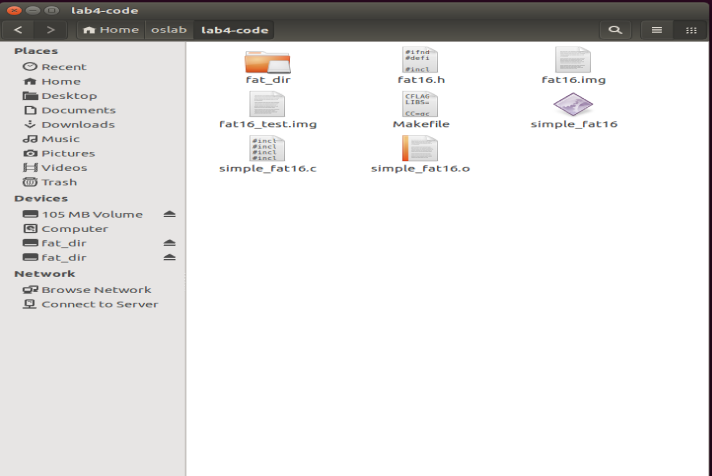 lab4-code
Home oslab lab4-code
Places
Recent
Home
Desktop
Documents
Downloads
Music
Pictures
Videos
Trash
Devices
105 MB Volume
Computer
fat_dir
fat_dir
Network
Browse Network
Connect to Server
#ifnd
#defi
#incl
fat_dir fat16.h fat16.img
CFLAG
LIBS=
CC=gc
fat16_test.img Makefile simple_fat16
#incl
#incl
#incl
#incl
simple_fat16.c simple_fat16.o